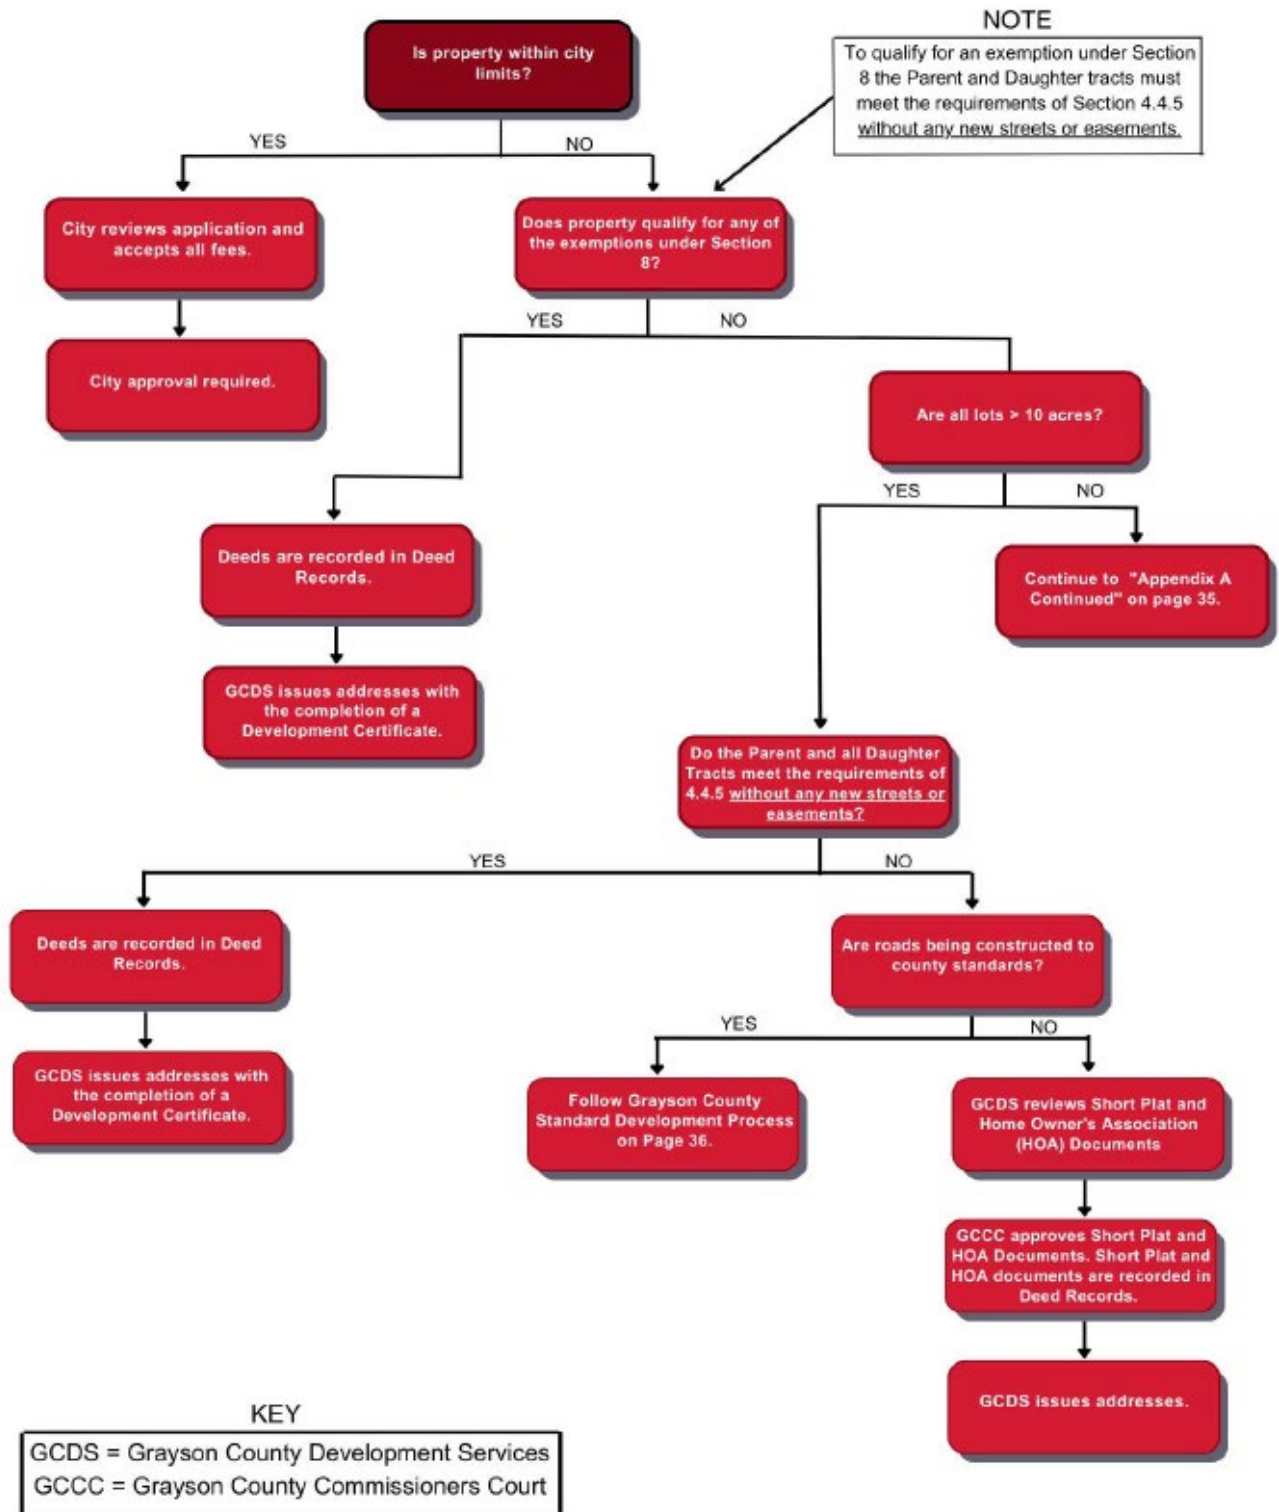 NOTE
To qualify for an exemption under Section
8 the Parent and Daughter tracts must
meet the requirements of Section 4.4.5
without any new streets or easements.
Is property within city
limits?
YES
NO
City reviews application and
accepts all fees.
Does property qualify for any of
the exemptions under Section
8?
City approval required.
YES
NO
Are all lots > 10 acres?
YES
NO
Deeds are recorded in Deed
Records.
Continue to "Appendix A
Continued" on page 35.
GCDS issues addresses with
the completion of a
Development Certificate.
Do the Parent and all Daughter
Tracts meet the requirements of
4.4.5 without any new streets or
easements?
YES
NO
Deeds are recorded in Deed
Records.
Are roads being constructed to
county standards?
YES
NO
GCDS issues addresses with
the completion of a
Development Certificate.
Follow Grayson County
Standard Development Process
on Page 36.
GCDS reviews Short Plat and
Home Owner's Association
(HOA) Documents
GCCC approves Short Plat and
HOA Documents. Short Plat and
HOA documents are recorded in
Deed Records.
GCDS issues addresses.
KEY
GCDS = Grayson County Development Services
GCCC = Grayson County Commissioners Court